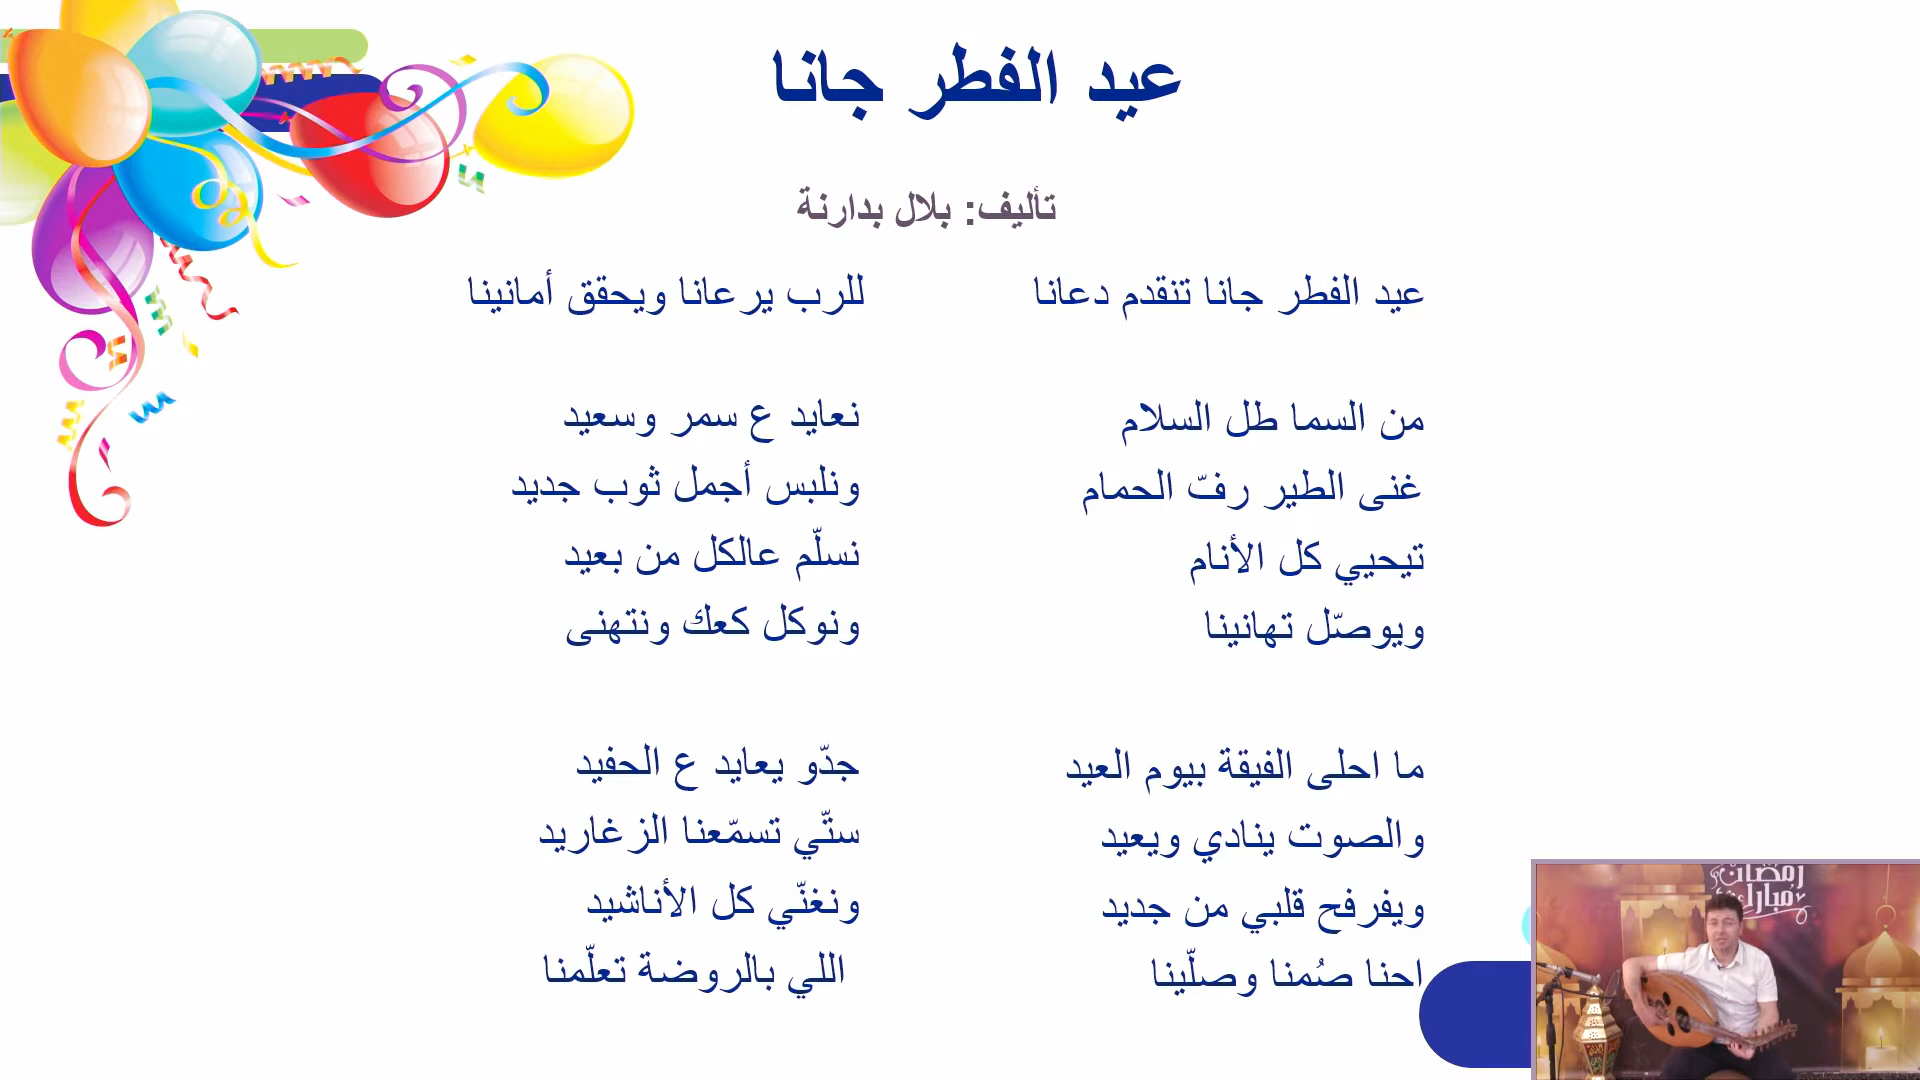 عيد الفطر جانا
تأليف: بلال بدارنة
عيد الفطر جانا تنقدم دعانا
للرب يرعانا ويحقق أمانينا
من السما طل السلام
غنى الطير رفّ الحمام
تيحيي كل الأنام
ويوصّل تهانينا
نعايد ع سمر وسعيد
ونلبس أجمل ثوب جديد
نسلّم عالكل من بعيد
ونوكل كعك ونتهنى
ما احلى الفيقة بيوم العيد
والصوت ينادي ويعيد
ويفرفح قلبي من جديد
احنا صُمنا وصلّينا
جدّو يعايد ع الحفيد
ستّي تسمّعنا الزغاريد
ونغنّي كل الأناشيد
اللي بالروضة تعلّمنا
رمضان
مبارك